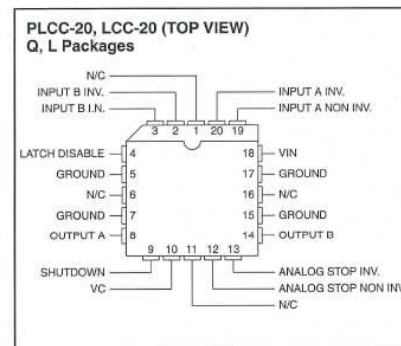 PLCC-20, LCC-20 (TOP VIEW)
Q, L Packages
N/C
INPUT B INV.
INPUT B I.N.
INPUT A INV.
INPUT A NON INV.
3 2 1 20 19
LATCH DISABLE 4
GROUND 5
N/C 6
GROUND 7
OUTPUT A 8
18 VIN
17 GROUND
16 N/C
15 GROUND
14 OUTPUT B
9 10 11 12 13
SHUTDOWN
VC
ANALOG STOP INV.
ANALOG STOP NON INV
N/C